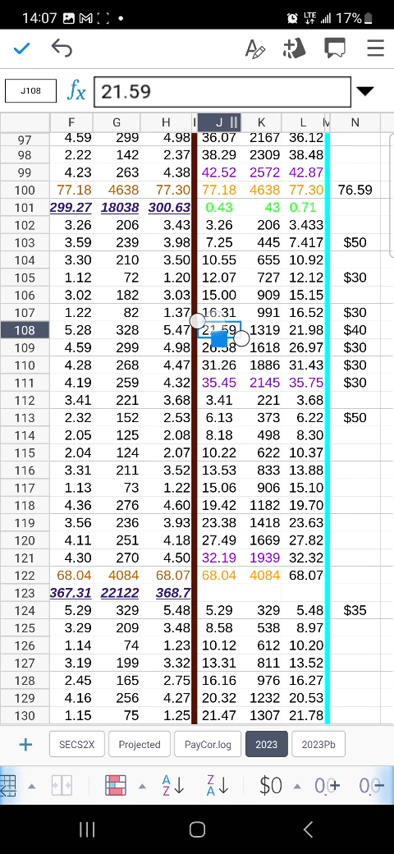 14:07 LTE 17%
J108 fx 21.59
F G H I J K L M N
97 4.59 299 4.98 36.07 2167 36.12
98 2.22 142 2.37 38.29 2309 38.48
99 4.23 263 4.38 42.52 2572 42.87
100 77.18 4638 77.30 77.18 4638 77.30 76.59
101 299.27 18038 300.63 0.43 43 0.71
102 3.26 206 3.43 3.26 206 3.433
103 3.59 239 3.98 7.25 445 7.417 $50
104 3.30 210 3.50 10.55 655 10.92
105 1.12 72 1.20 12.07 727 12.12 $30
106 3.02 182 3.03 15.00 909 15.15
107 1.22 82 1.37 16.31 991 16.52 $30
108 5.28 328 5.47 21.59 1319 21.98 $40
109 4.59 299 4.98 26.58 1618 26.97 $30
110 4.28 268 4.47 31.26 1886 31.43 $30
111 4.19 259 4.32 35.45 2145 35.75 $30
112 3.41 221 3.68 3.41 221 3.68
113 2.32 152 2.53 6.13 373 6.22 $50
114 2.05 125 2.08 8.18 498 8.30
115 2.04 124 2.07 10.22 622 10.37
116 3.31 211 3.52 13.53 833 13.88
117 1.13 73 1.22 15.06 906 15.10
118 4.36 276 4.60 19.42 1182 19.70
119 3.56 236 3.93 23.38 1418 23.63
120 4.11 251 4.18 27.49 1669 27.82
121 4.30 270 4.50 32.19 1939 32.32
122 68.04 4084 68.07 68.04 4084 68.07
123 367.31 22122 368.7
124 5.29 329 5.48 5.29 329 5.48 $35
125 3.29 209 3.48 8.58 538 8.97
126 1.14 74 1.23 10.12 612 10.20
127 3.19 199 3.32 13.31 811 13.52
128 2.45 165 2.75 16.16 976 16.27
129 4.16 256 4.27 20.32 1232 20.53
130 1.15 75 1.25 21.47 1307 21.78
+ SECS2X Projected PayCor.log 2023 2023Pb
A Z Z A $0 0+ 0-